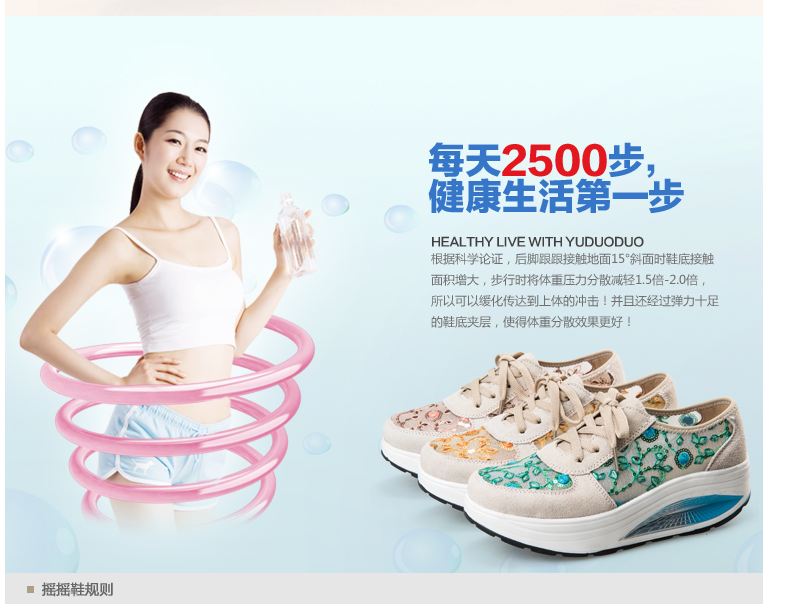 每天2500步，
健康生活第一步
HEALTHY LIVE WITH YUDUODUO
根据科学论证，后脚跟跟接触地面15°斜面时鞋底接触
面积增大，步行时将体重压力分散减轻1.5倍-2.0倍，
所以可以缓化传达到上体的冲击！并且还经过弹力十足
的鞋底夹层，使得体重分散效果更好！
摇摇鞋规则